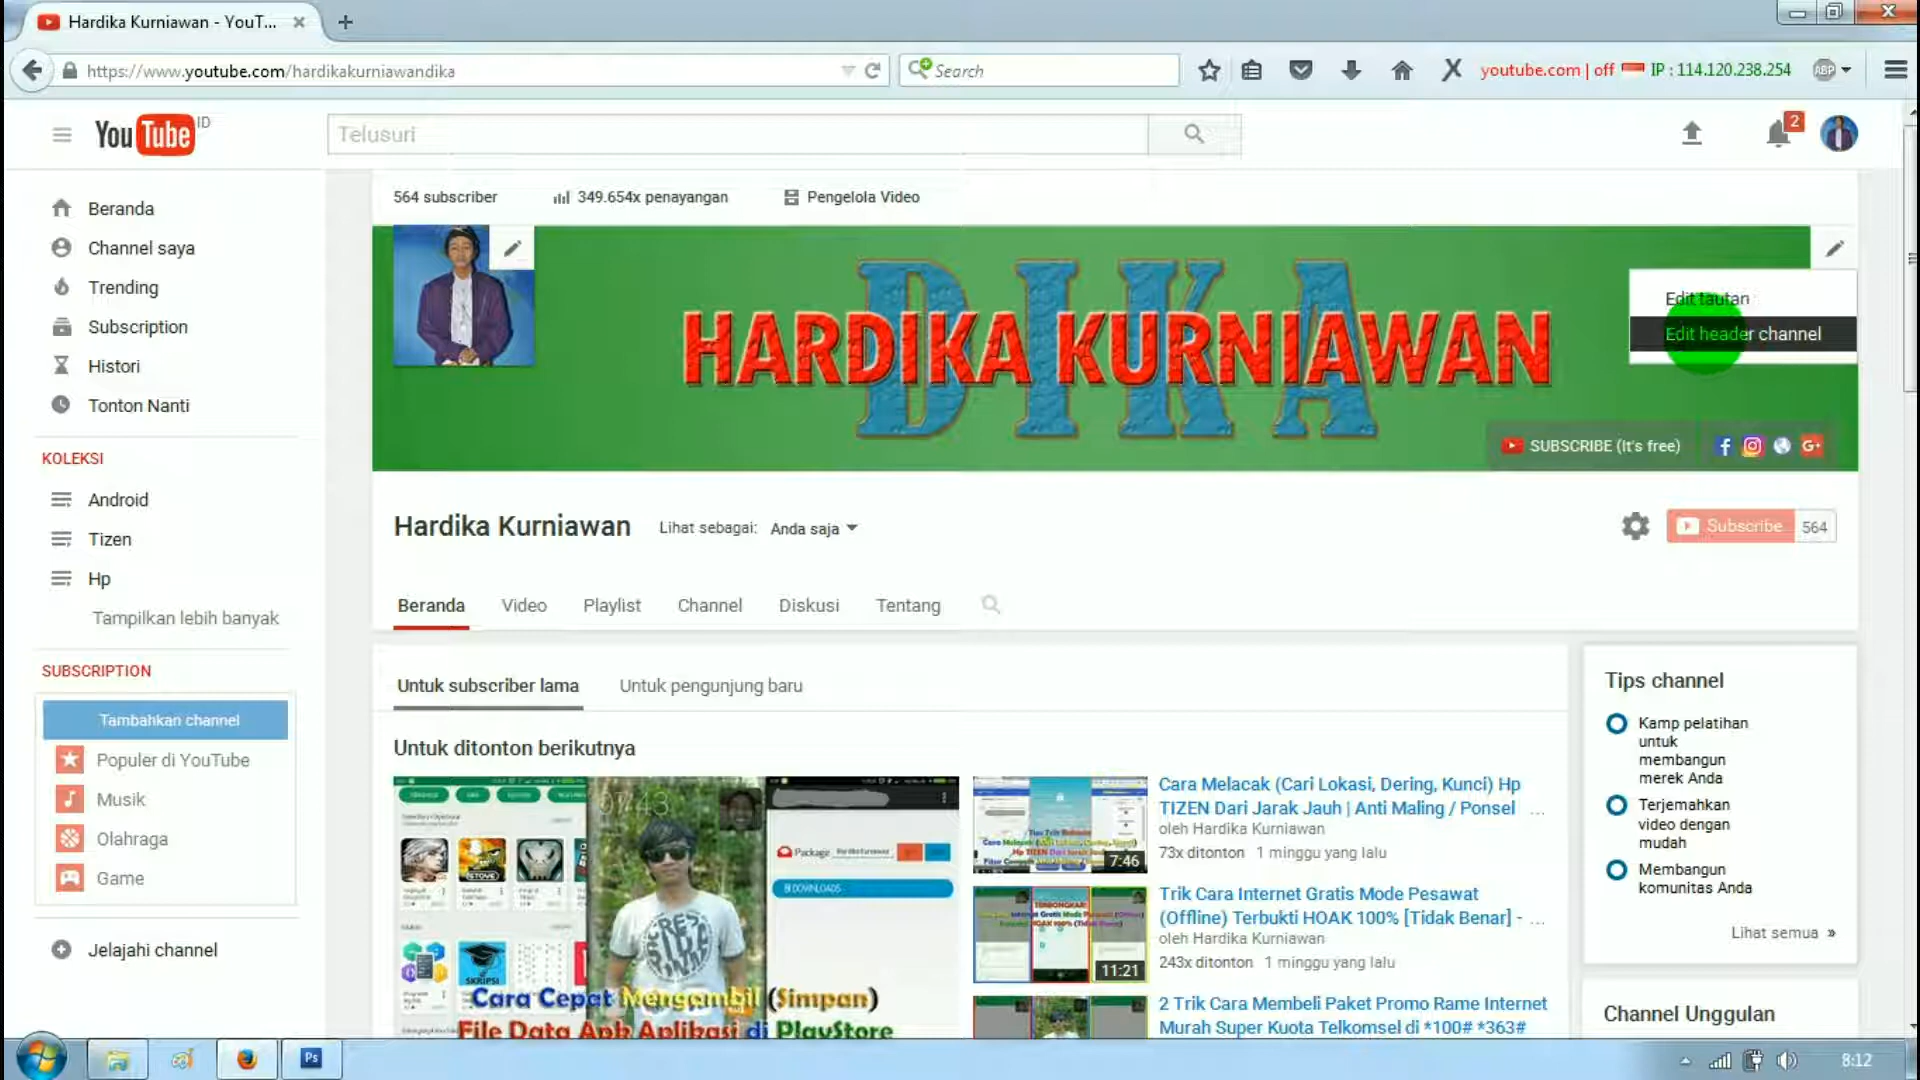 Hardika Kurniawan - YouT...
https://www.youtube.com/hardikakurniawandika
Search
youtube.com | off
IP : 114.120.238.254
ABP
YouTube ID
Telusuri
2
Beranda
Channel saya
Trending
Subscription
Histori
Tonton Nanti
KOLEKSI
Android
Tizen
Hp
Tampilkan lebih banyak
SUBSCRIPTION
Tambahkan channel
Populer di YouTube
Musik
Olahraga
Game
Jelajahi channel
564 subscriber
349.654x penayangan
Pengelola Video
DIKA
HARDIKA KURNIAWAN
Edit tautan
Edit header channel
SUBSCRIBE (It's free)
Hardika Kurniawan
Lihat sebagai: Anda saja
Subscribe 564
Beranda
Video
Playlist
Channel
Diskusi
Tentang
Untuk subscriber lama
Untuk pengunjung baru
Untuk ditonton berikutnya
07:43
Package
DOWNLOADS
SKRIPSI
Cara Cepat Mengambil (Simpan)
File Data Apk Aplikasi di PlayStore
7:46
Cara Melacak (Cari Lokasi, Dering, Kunci) Hp
TIZEN Dari Jarak Jauh | Anti Maling / Ponsel ...
oleh Hardika Kurniawan
73x ditonton 1 minggu yang lalu
11:21
Trik Cara Internet Gratis Mode Pesawat
(Offline) Terbukti HOAK 100% [Tidak Benar] - ...
oleh Hardika Kurniawan
243x ditonton 1 minggu yang lalu
2 Trik Cara Membeli Paket Promo Rame Internet
Murah Super Kuota Telkomsel di *100# *363#
Tips channel
Kamp pelatihan
untuk
membangun
merek Anda
Terjemahkan
video dengan
mudah
Membangun
komunitas Anda
Lihat semua »
Channel Unggulan
Ps
8:12